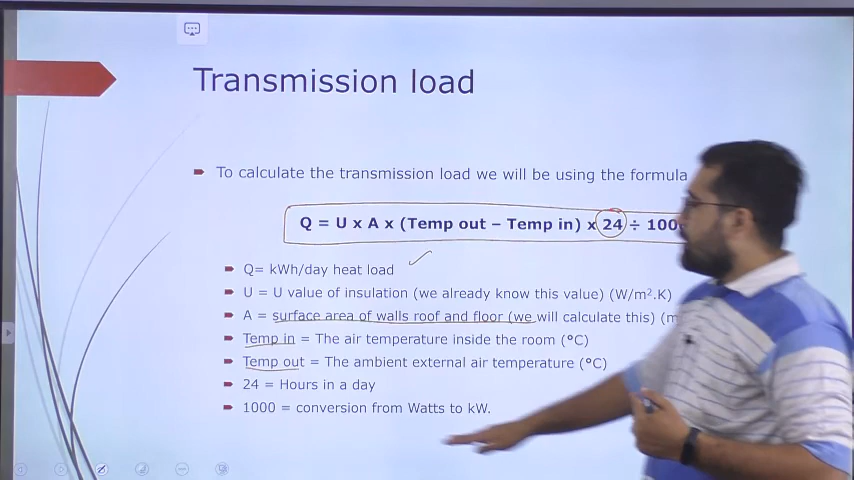 Transmission load
To calculate the transmission load we will be using the formula
Q = U x A x (Temp out – Temp in) x 24 ÷ 100
Q= kWh/day heat load
U = U value of insulation (we already know this value) (W/m².K)
A = surface area of walls roof and floor (we will calculate this) (m
Temp in = The air temperature inside the room (°C)
Temp out = The ambient external air temperature (°C)
24 = Hours in a day
1000 = conversion from Watts to kW.